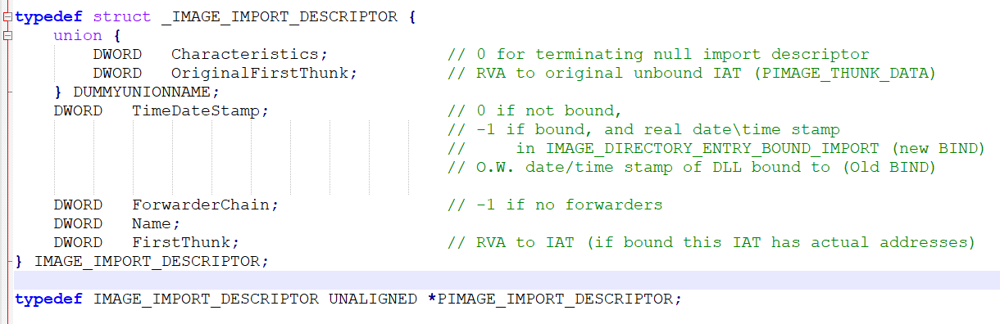 typedef struct _IMAGE_IMPORT_DESCRIPTOR {
union {
DWORD Characteristics; // 0 for terminating null import descriptor
DWORD OriginalFirstThunk; // RVA to original unbound IAT (PIMAGE_THUNK_DATA)
} DUMMYUNIONNAME;
DWORD TimeDateStamp; // 0 if not bound,
// -1 if bound, and real date\time stamp
// in IMAGE_DIRECTORY_ENTRY_BOUND_IMPORT (new BIND)
// O.W. date/time stamp of DLL bound to (Old BIND)
DWORD ForwarderChain; // -1 if no forwarders
DWORD Name;
DWORD FirstThunk; // RVA to IAT (if bound this IAT has actual addresses)
} IMAGE_IMPORT_DESCRIPTOR;
typedef IMAGE_IMPORT_DESCRIPTOR UNALIGNED *PIMAGE_IMPORT_DESCRIPTOR;